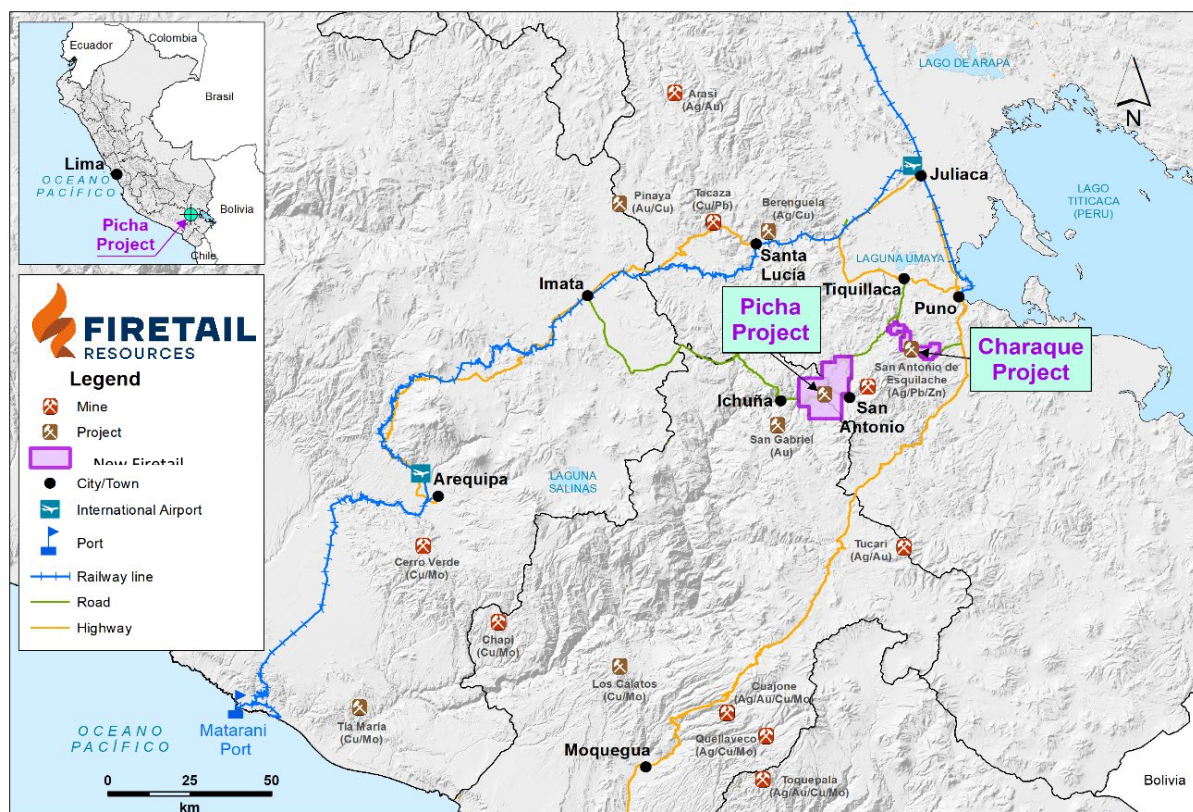 Ecuador
Colombia
Brasil
Lima
OCEANO
PACÍFICO
Bolivia
Picha
Project
Chile
FIRETAIL
RESOURCES
Legend
Mine
Project
New Firetail
City/Town
International Airport
Port
Railway line
Road
Highway
LAGO DE ARAPA
N
Arasi
(Ag/Au)
Juliaca
LAGO
TITICACA
(PERU)
Pinaya
(Au/Cu)
Tacaza
(Cu/Pb)
Berenguela
(Ag/Cu)
Santa
Lucía
LAGUNA UMAYA
Imata
Tiquillaca
Puno
Picha
Project
Charaque
Project
San Antonio de
Esquilache
(Ag/Pb/Zn)
Ichuña
San
Antonio
San Gabriel
(Au)
LAGUNA
SALINAS
Arequipa
Cerro Verde
(Cu/Mo)
Tucari
(Ag/Au)
Chapi
(Cu/Mo)
Los Calatos
(Cu/Mo)
Cuajone
(Ag/Au/Cu/Mo)
Tía María
(Cu/Mo)
Quellaveco
(Ag/Cu/Mo)
Matarani
Port
OCEANO
PACÍFICO
Moquegua
Toquepala
(Ag/Au/Cu/Mo)
Bolivia
0 25 50
km